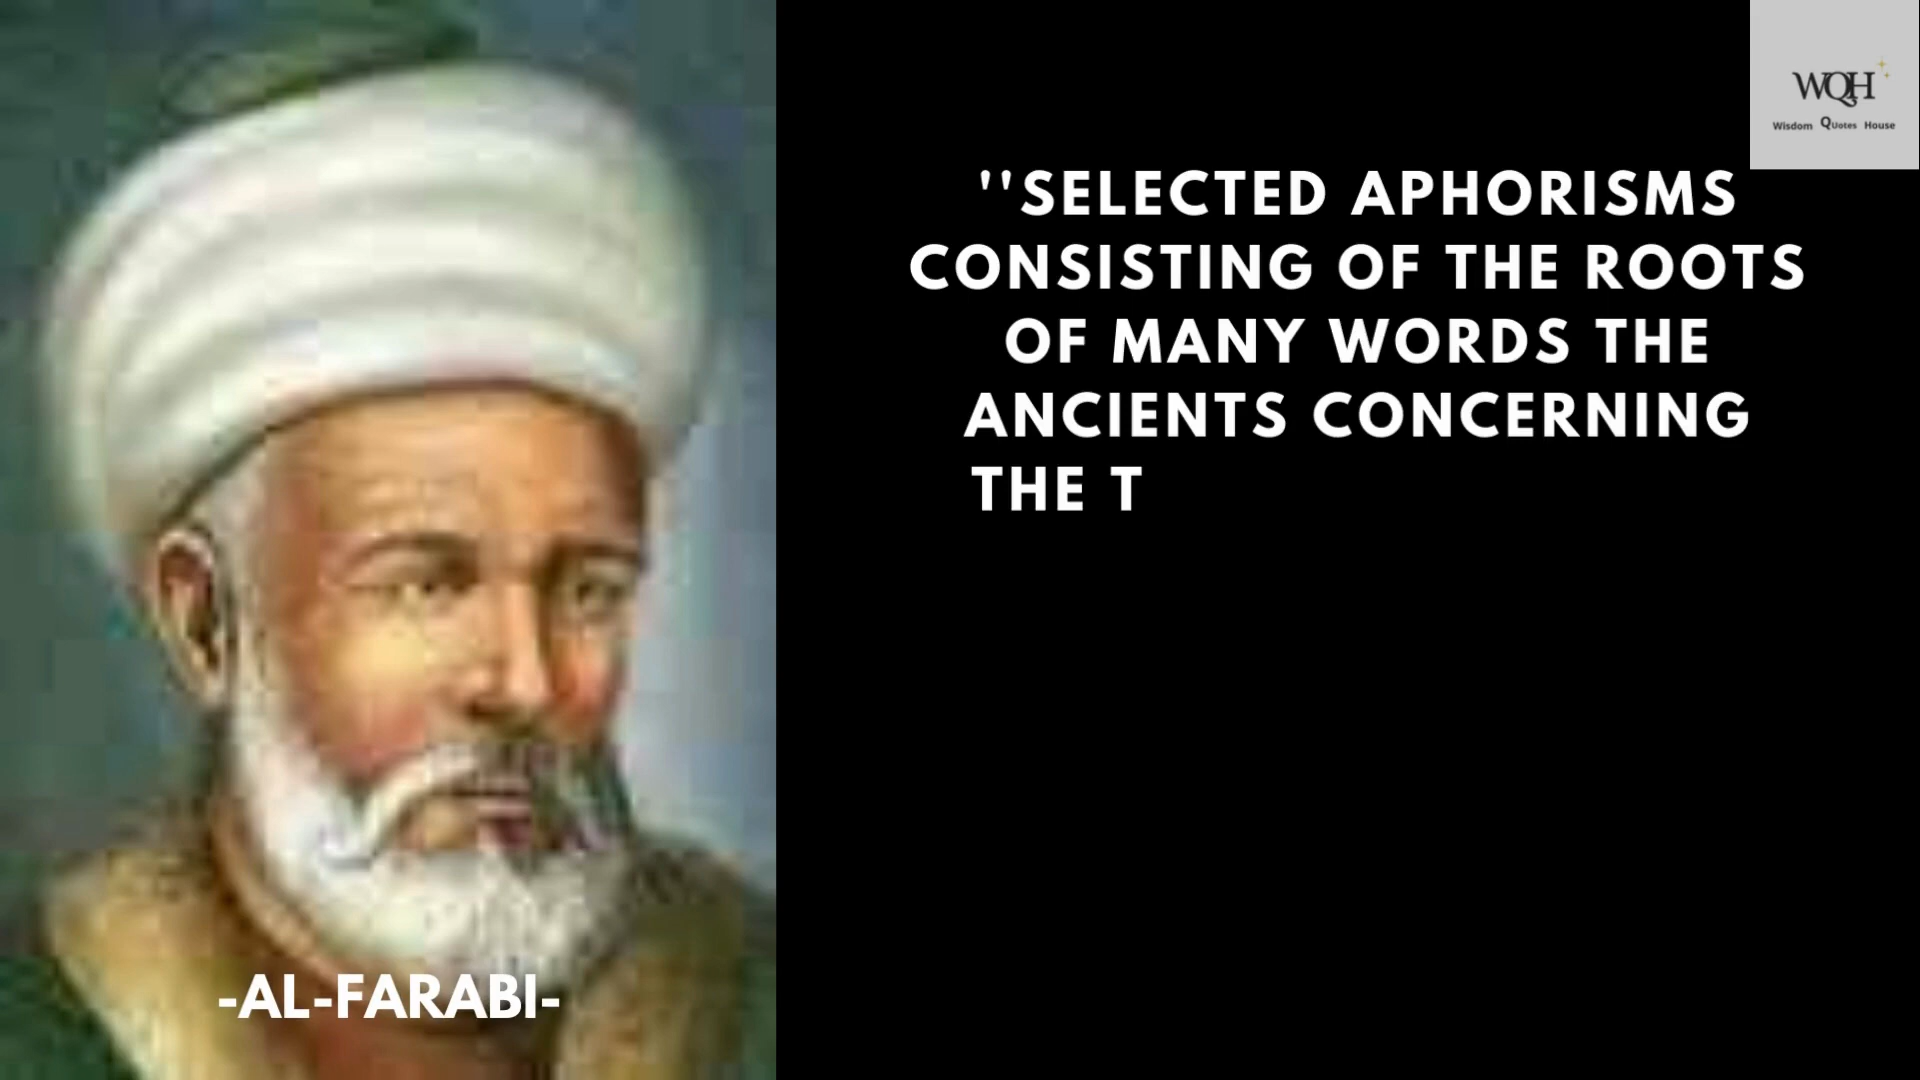 WQH
Wisdom Quotes House
''SELECTED APHORISMS
CONSISTING OF THE ROOTS
OF MANY WORDS THE
ANCIENTS CONCERNING
THE T
-AL-FARABI-